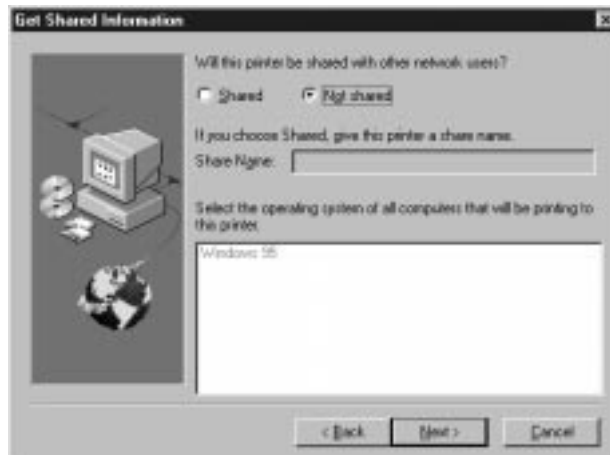 Get Shared Information
Will this printer be shared with other network users?
Shared Not shared
If you choose Shared, give this printer a share name.
Share Name:
Select the operating system of all computers that will be printing to
this printer.
Windows 95
< Back Next > Cancel